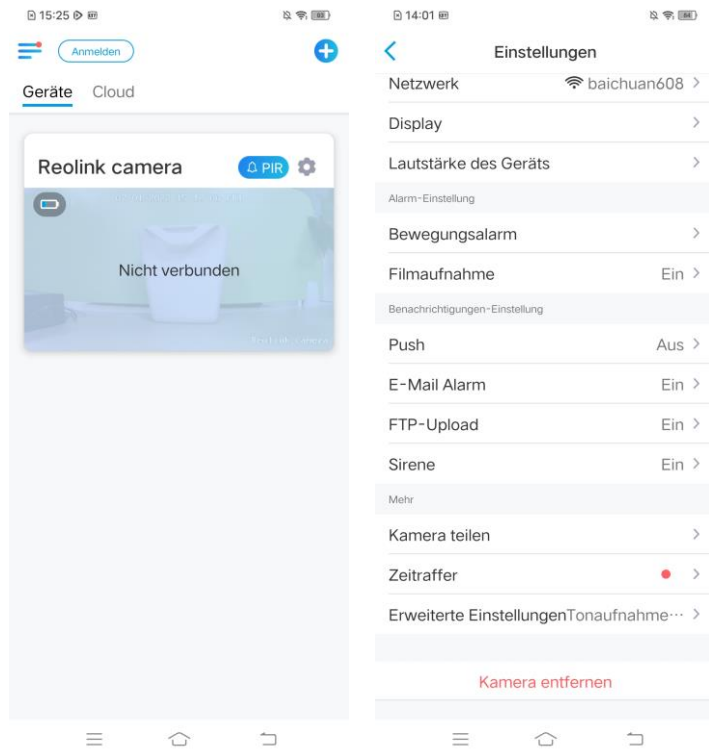 15:25
Anmelden
Geräte Cloud
Reolink camera
PIR
Nicht verbunden
14:01
Einstellungen
Netzwerk baichuan608
Display
Lautstärke des Geräts
Alarm-Einstellung
Bewegungsalarm
Filmaufnahme Ein
Benachrichtigungen-Einstellung
Push Aus
E-Mail Alarm Ein
FTP-Upload Ein
Sirene Ein
Mehr
Kamera teilen
Zeitraffer
Erweiterte Einstellungen Tonaufnahme···
Kamera entfernen